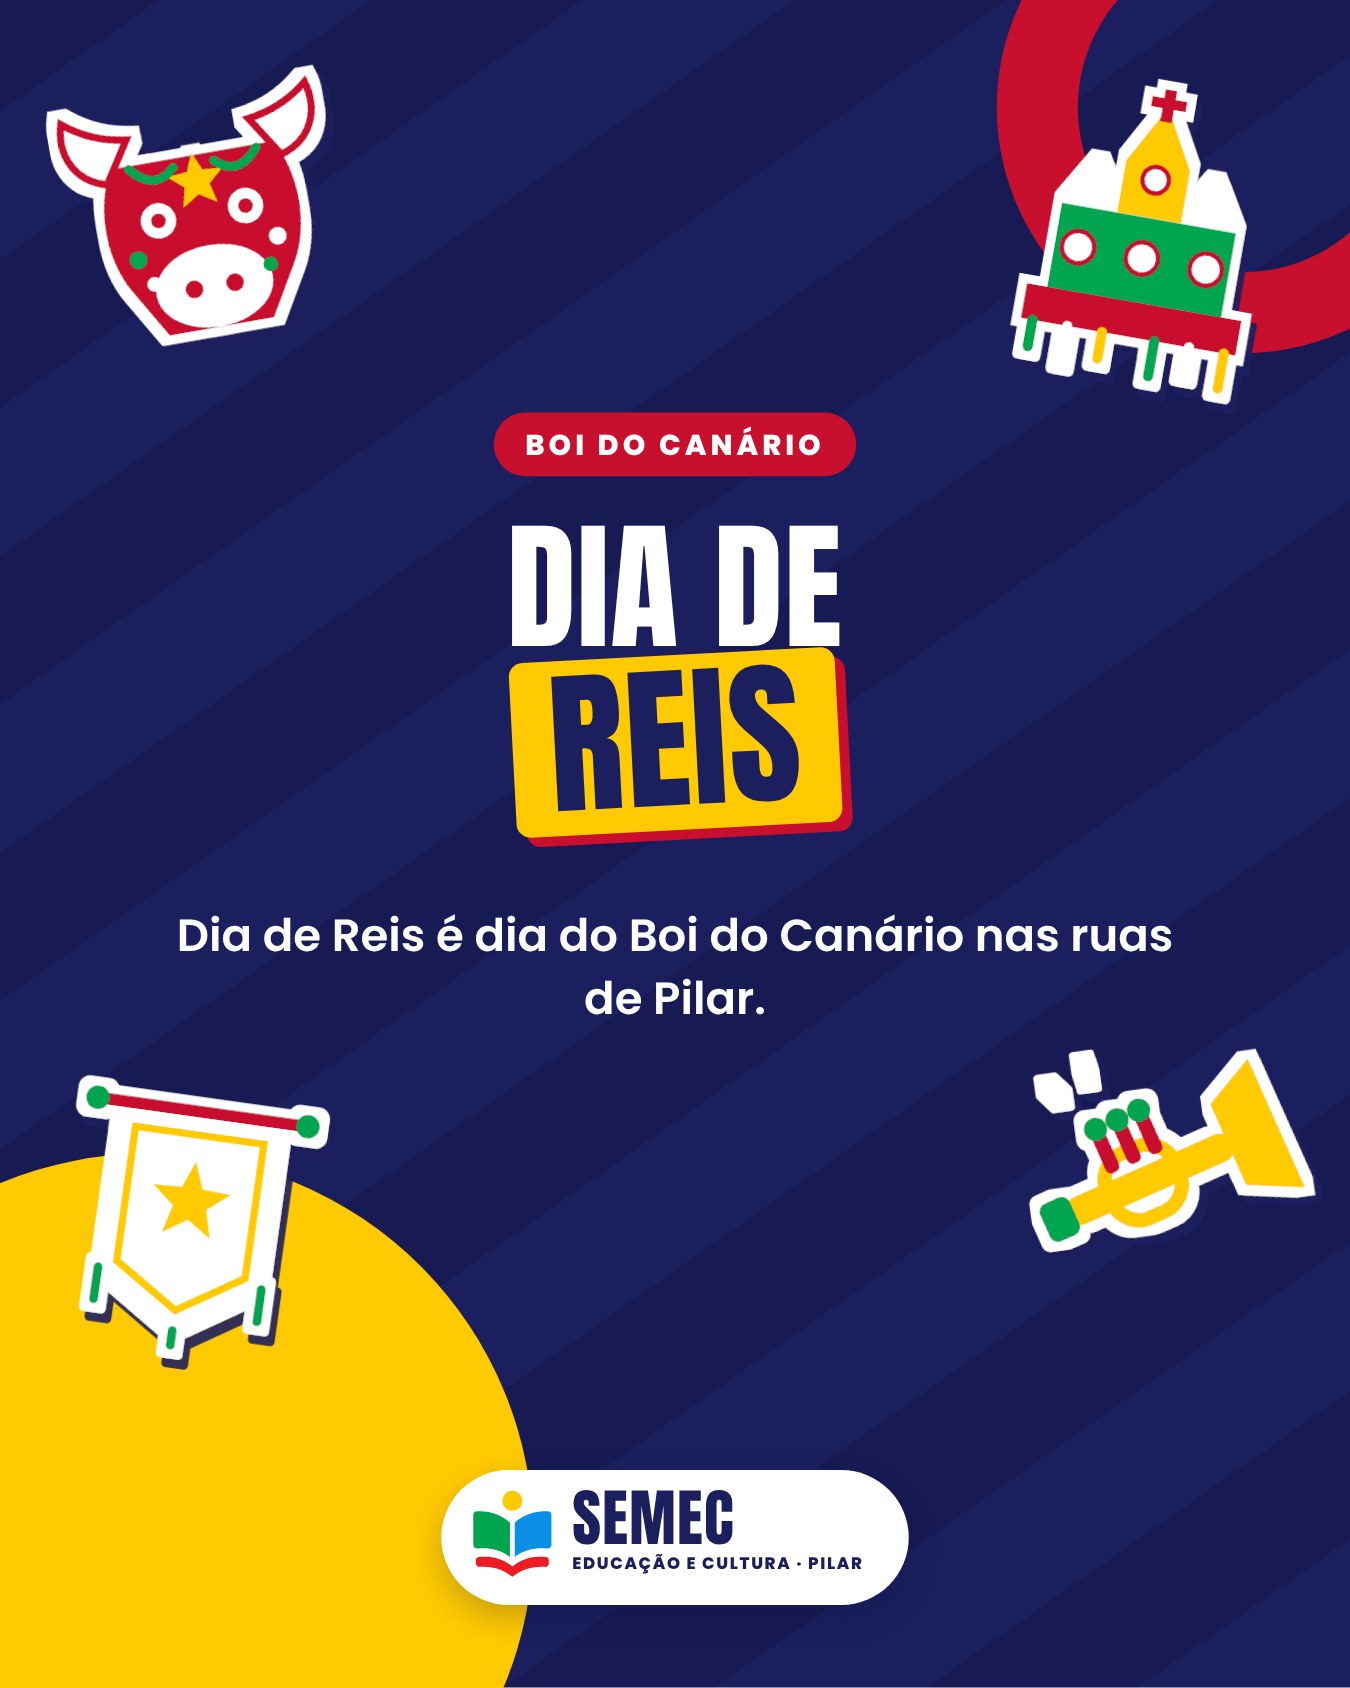 BOI DO CANÁRIO
DIA DE
REIS
Dia de Reis é dia do Boi do Canário nas ruas
de Pilar.
SEMEC
EDUCAÇÃO E CULTURA · PILAR